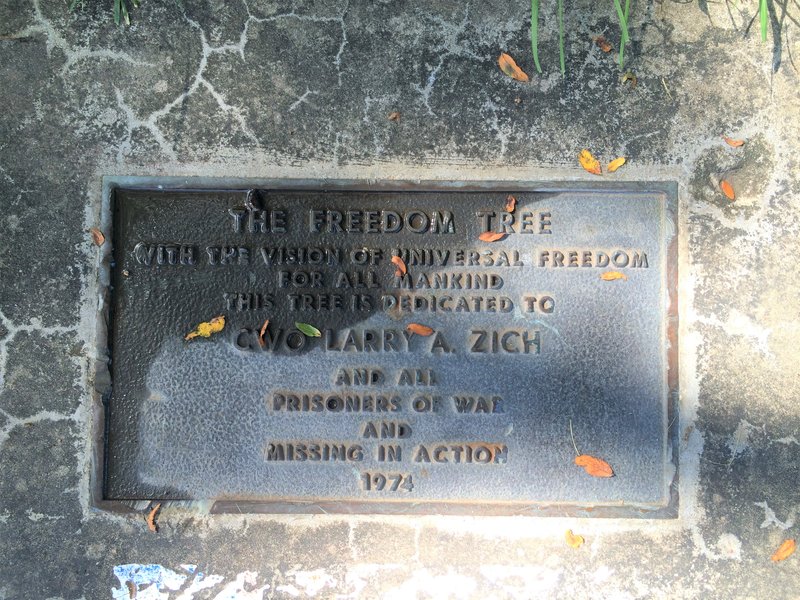 THE FREEDOM TREE
WITH THE VISION OF UNIVERSAL FREEDOM
FOR ALL MANKIND
THIS TREE IS DEDICATED TO
CWO LARRY A. ZICH
AND ALL
PRISONERS OF WAR
AND
MISSING IN ACTION
1974